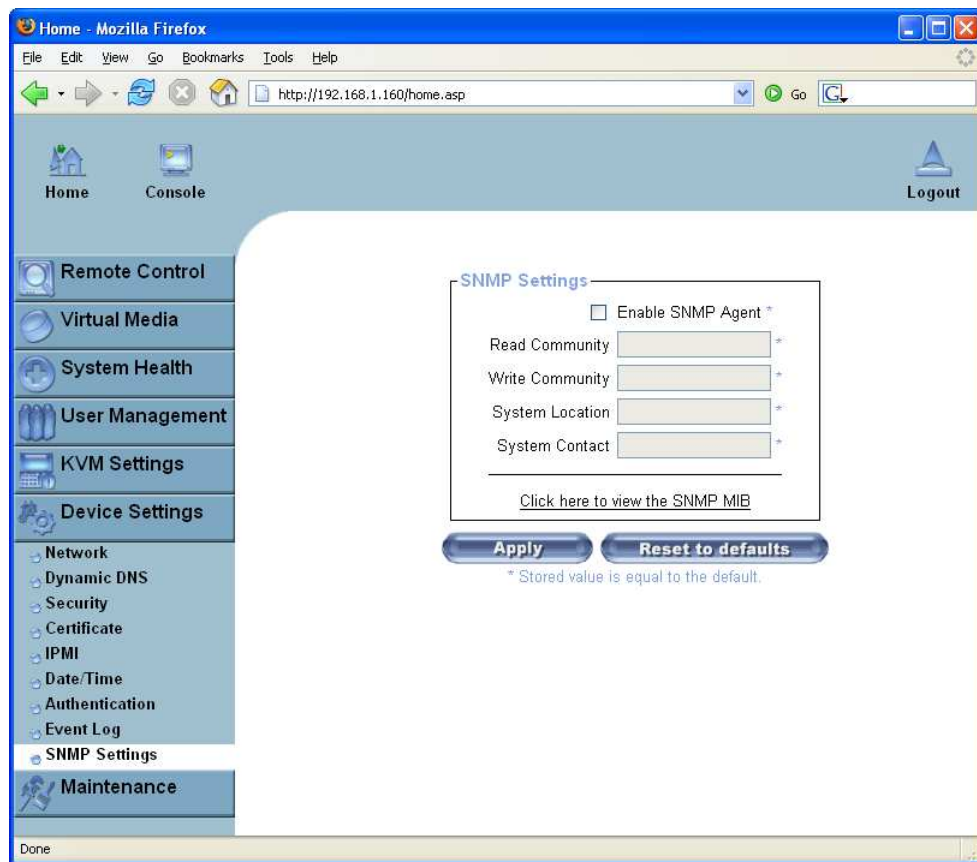 Home - Mozilla Firefox
File Edit View Go Bookmarks Tools Help
http://192.168.1.160/home.asp Go G
Home Console Logout
Remote Control
Virtual Media
System Health
User Management
KVM Settings
Device Settings
Network
Dynamic DNS
Security
Certificate
IPMI
Date/Time
Authentication
Event Log
SNMP Settings
Maintenance
SNMP Settings
Enable SNMP Agent *
Read Community *
Write Community *
System Location *
System Contact *
Click here to view the SNMP MIB
Apply Reset to defaults
* Stored value is equal to the default.
Done